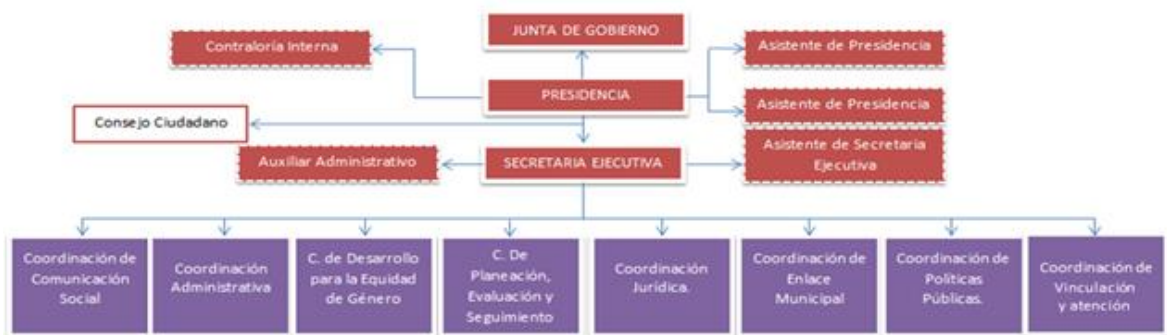 JUNTA DE GOBIERNO
Contraloría Interna
Asistente de Presidencia
PRESIDENCIA
Asistente de Presidencia
Consejo Ciudadano
Auxiliar Administrativo
SECRETARIA EJECUTIVA
Asistente de Secretaria
Ejecutiva
Coordinación de
Comunicación
Social
Coordinación
Administrativa
C. de Desarrollo
para la Equidad
de Género
C. De
Planeación,
Evaluación y
Seguimiento
Coordinación
Jurídica.
Coordinación de
Enlace
Municipal
Coordinación de
Políticas
Públicas.
Coordinación de
Vinculación
y atención